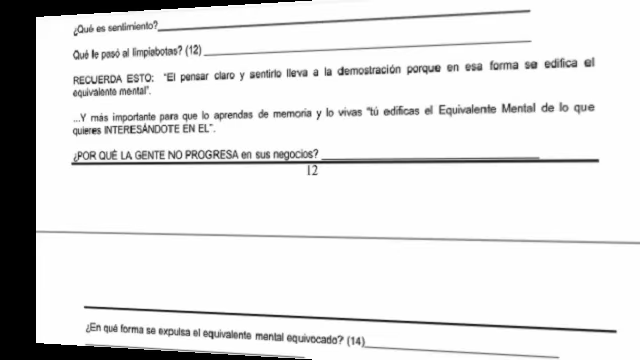 ¿Qué es sentimiento?
Qué le pasó al limpiabotas? (12)
RECUERDA ESTO: "El pensar claro y sentirlo lleva a la demostración porque en esa forma se edifica el
equivalente mental".
...Y más importante para que lo aprendas de memoria y lo vivas "tú edificas el Equivalente Mental de lo que
quieres INTERESÁNDOTE EN EL".
¿POR QUÉ LA GENTE NO PROGRESA en sus negocios?
12
¿En qué forma se expulsa el equivalente mental equivocado? (14)